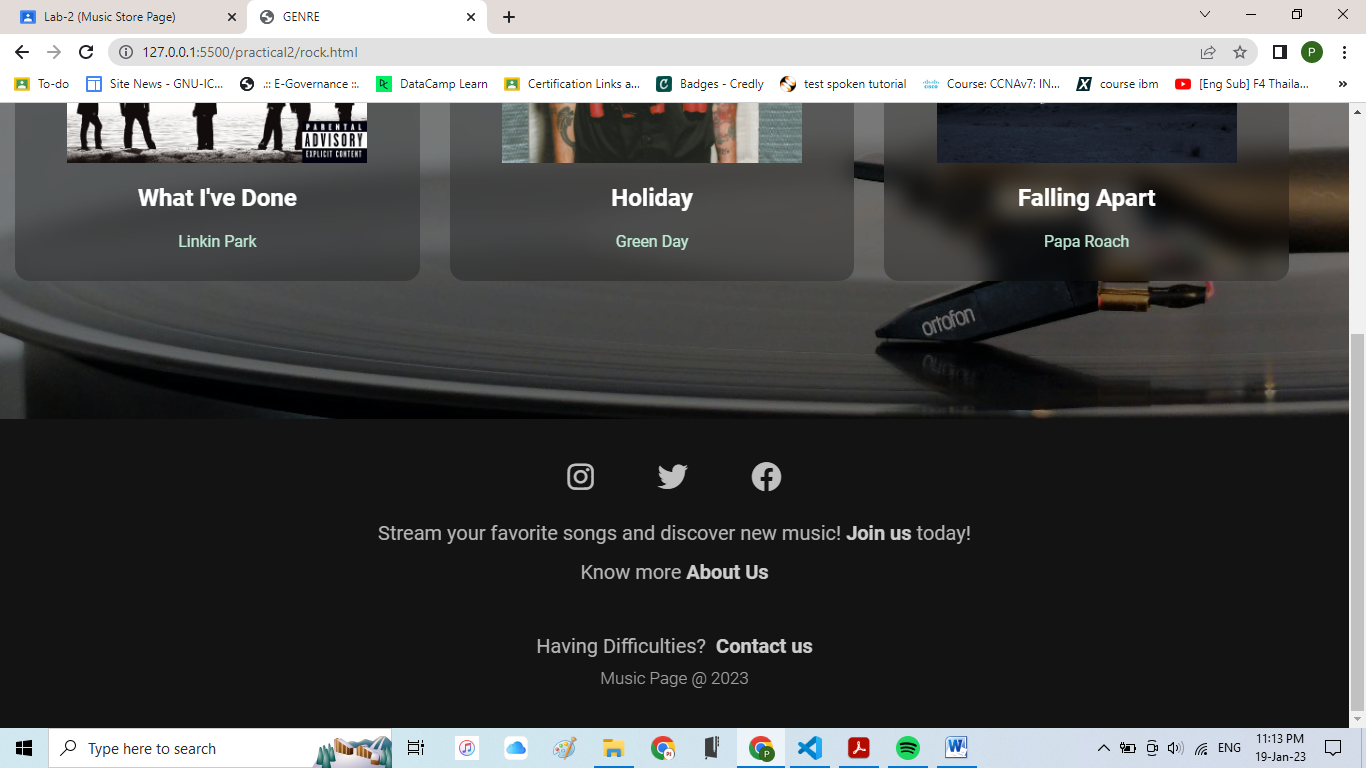 Lab-2 (Music Store Page)
GENRE
127.0.0.1:5500/practical2/rock.html
P
To-do
Site News - GNU-IC...
.:: E-Governance ::.
DataCamp Learn
Certification Links a...
Badges - Credly
test spoken tutorial
Course: CCNAv7: IN...
course ibm
[Eng Sub] F4 Thaila...
»
PARENTAL
ADVISORY
EXPLICIT CONTENT
What I've Done
Holiday
Falling Apart
Linkin Park
Green Day
Papa Roach
ortofon
Stream your favorite songs and discover new music! Join us today!
Know more About Us
Having Difficulties? Contact us
Music Page @ 2023
Type here to search
ENG
11:13 PM
19-Jan-23